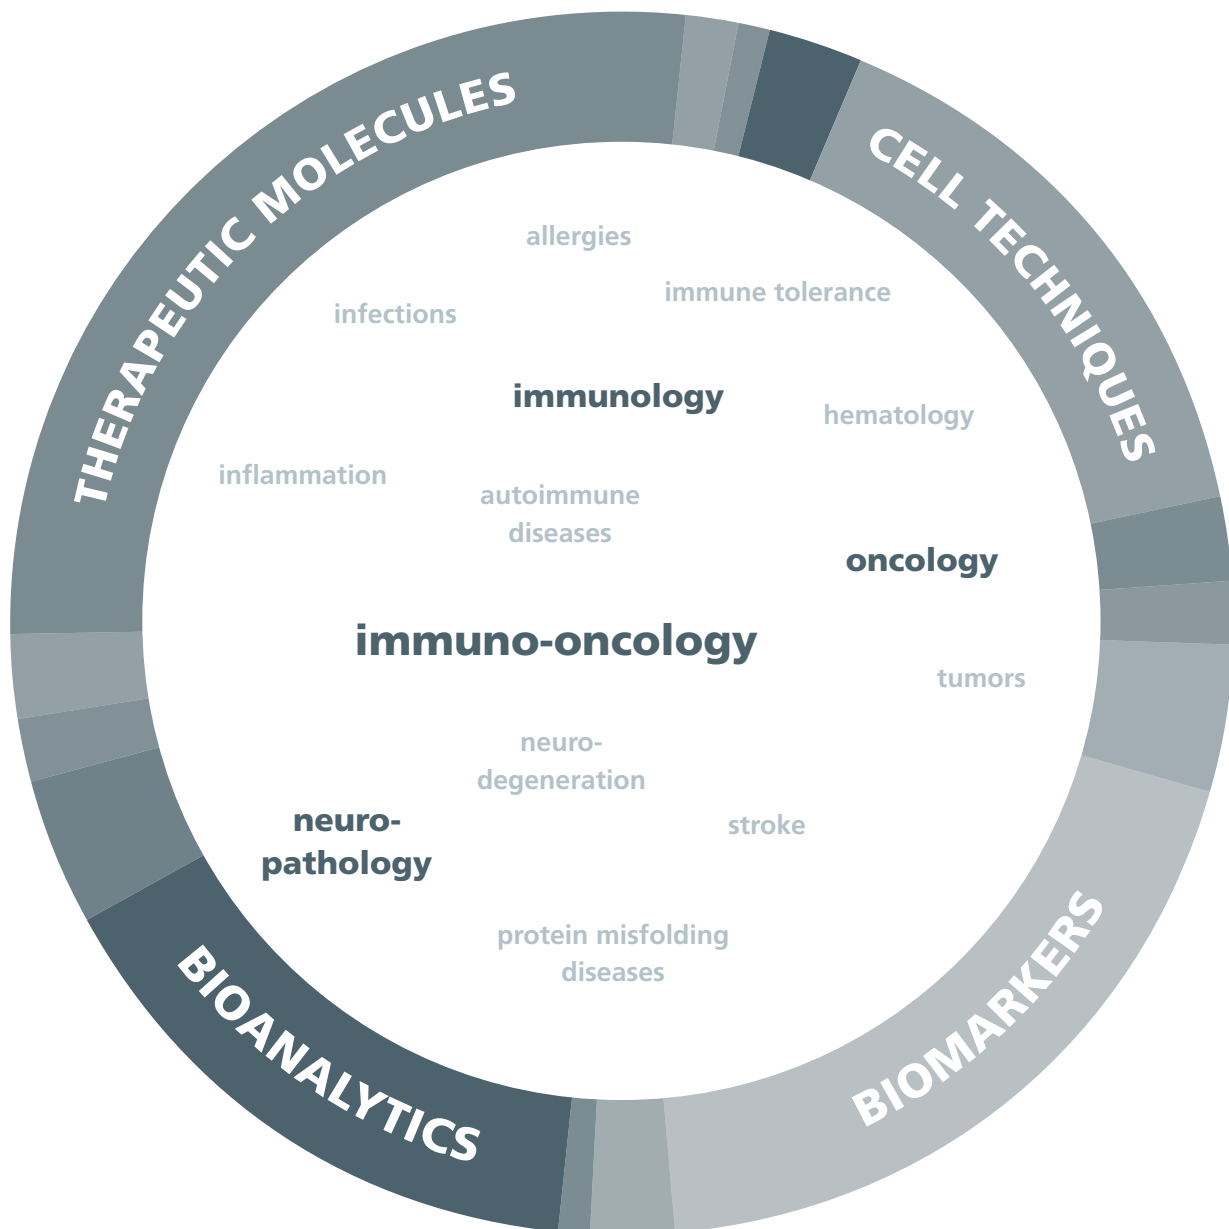 THERAPEUTIC MOLECULES
CELL TECHNIQUES
allergies
immune tolerance
infections
immunology
hematology
inflammation
autoimmune
diseases
oncology
immuno-oncology
tumors
neuro-
degeneration
neuro-
pathology
stroke
protein misfolding
diseases
BIOANALYTICS
BIOMARKERS